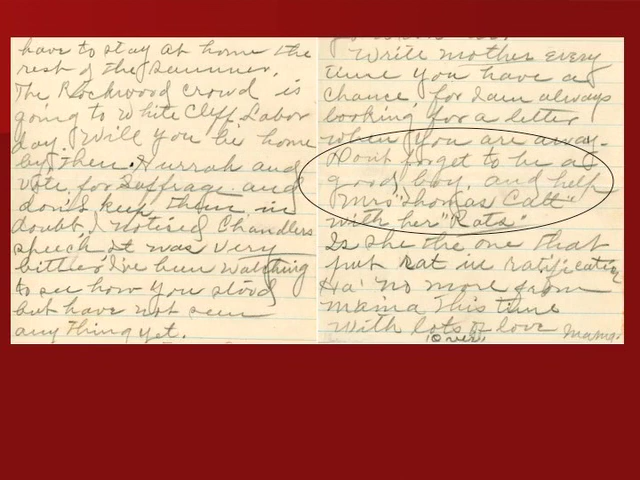 have to stay at home the
rest of the summer.
The Rockwood crowd is
going to White Cliff Labor
day. Will you be home
by then. Hurrah and
vote for Suffrage and
don't keep them in
doubt, I noticed Chandlers
speech it was very
bitter. I've been watching
to see how you stood
but have not seen
any thing yet.
Write mother every
time you have a
chance, for I am always
looking for a letter
when you are away.
Don't forget to be a
good boy, and help
Mrs "Thomas Catt"
with her "Rats."
Is she the one that
put rat in ratification
Ha! no more from
mama this time
With lots of love Mama.
(Over)